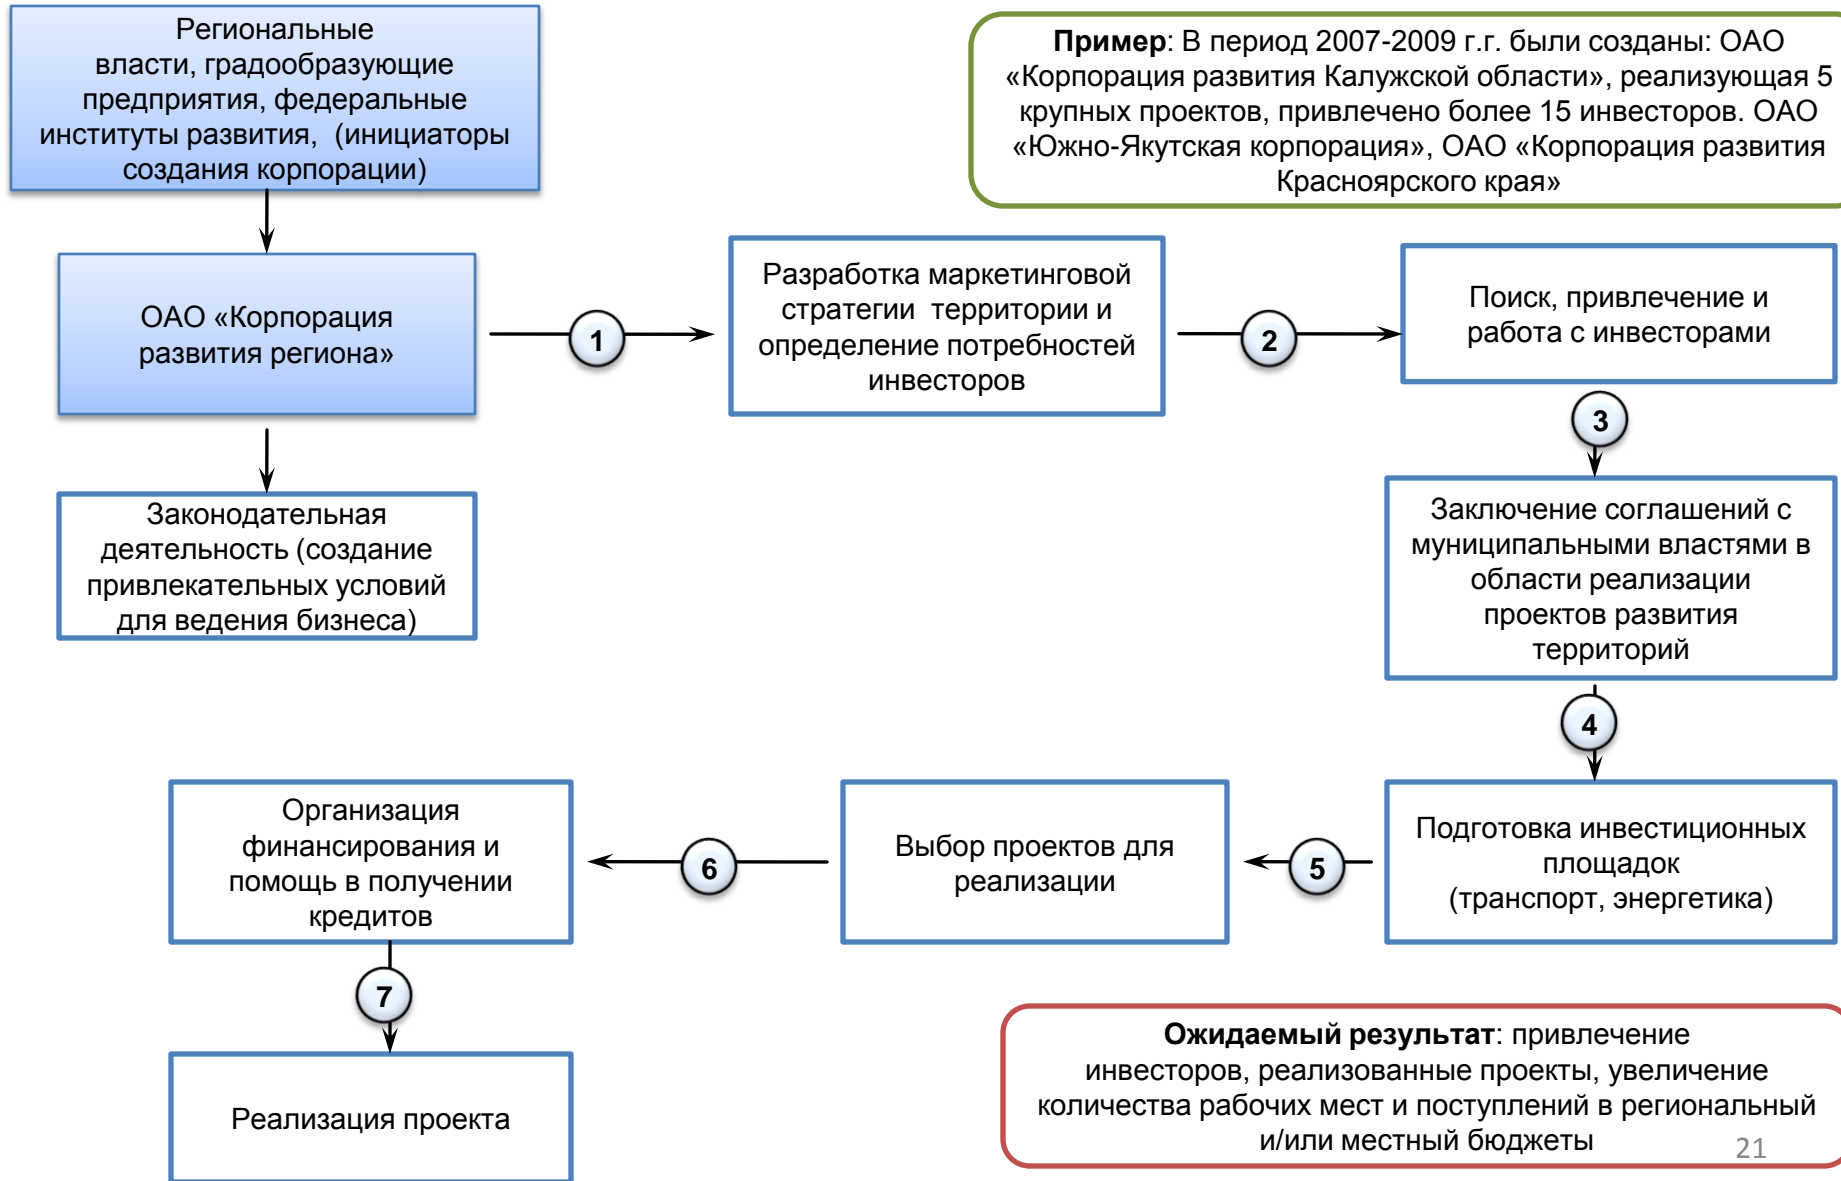 Региональные
власти, градообразующие
предприятия, федеральные
институты развития, (инициаторы
создания корпорации)
Пример: В период 2007-2009 г.г. были созданы: ОАО
«Корпорация развития Калужской области», реализующая 5
крупных проектов, привлечено более 15 инвесторов. ОАО
«Южно-Якутская корпорация», ОАО «Корпорация развития
Красноярского края»
ОАО «Корпорация
развития региона»
1
Разработка маркетинговой
стратегии территории и
определение потребностей
инвесторов
2
Поиск, привлечение и
работа с инвесторами
3
Законодательная
деятельность (создание
привлекательных условий
для ведения бизнеса)
Заключение соглашений с
муниципальными властями в
области реализации
проектов развития
территорий
4
Подготовка инвестиционных
площадок
(транспорт, энергетика)
5
Выбор проектов для
реализации
6
Организация
финансирования и
помощь в получении
кредитов
7
Реализация проекта
Ожидаемый результат: привлечение
инвесторов, реализованные проекты, увеличение
количества рабочих мест и поступлений в региональный
и/или местный бюджеты
21